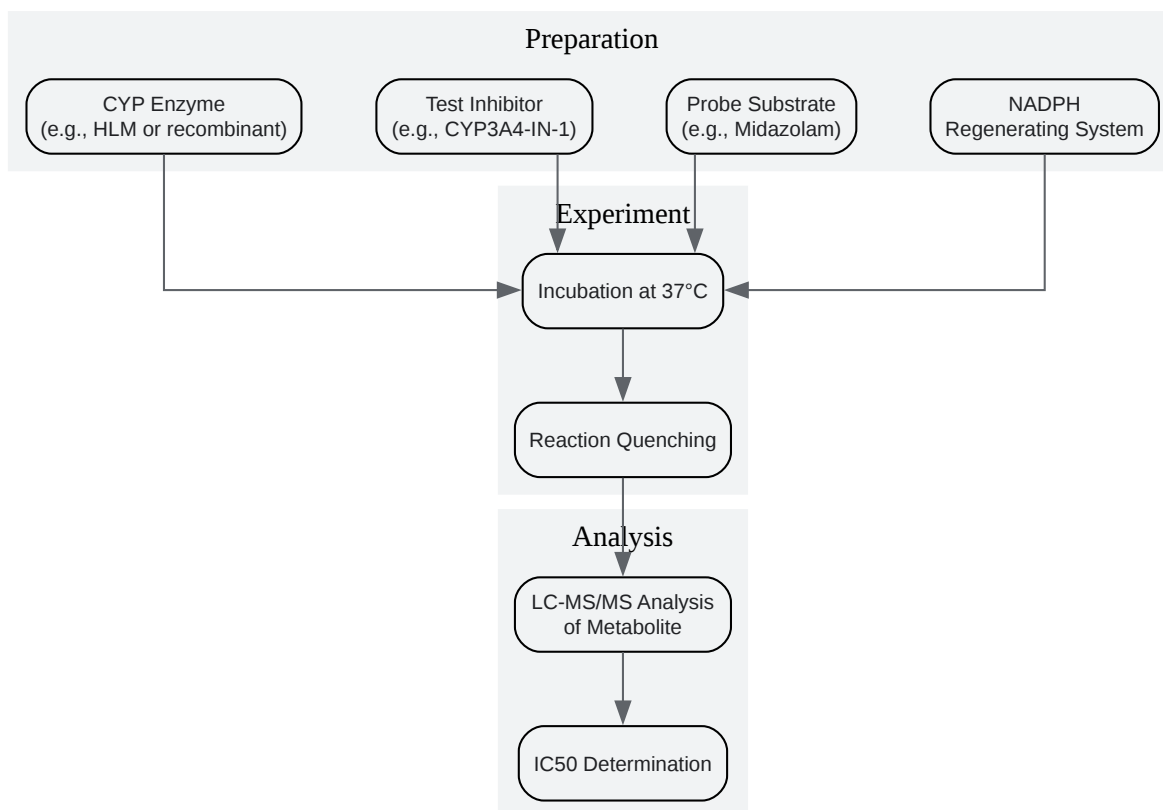 Preparation
CYP Enzyme
(e.g., HLM or recombinant)
Test Inhibitor
(e.g., CYP3A4-IN-1)
Probe Substrate
(e.g., Midazolam)
NADPH
Regenerating System
Experiment
Incubation at 37°C
Reaction Quenching
Analysis
LC-MS/MS Analysis
of Metabolite
IC50 Determination